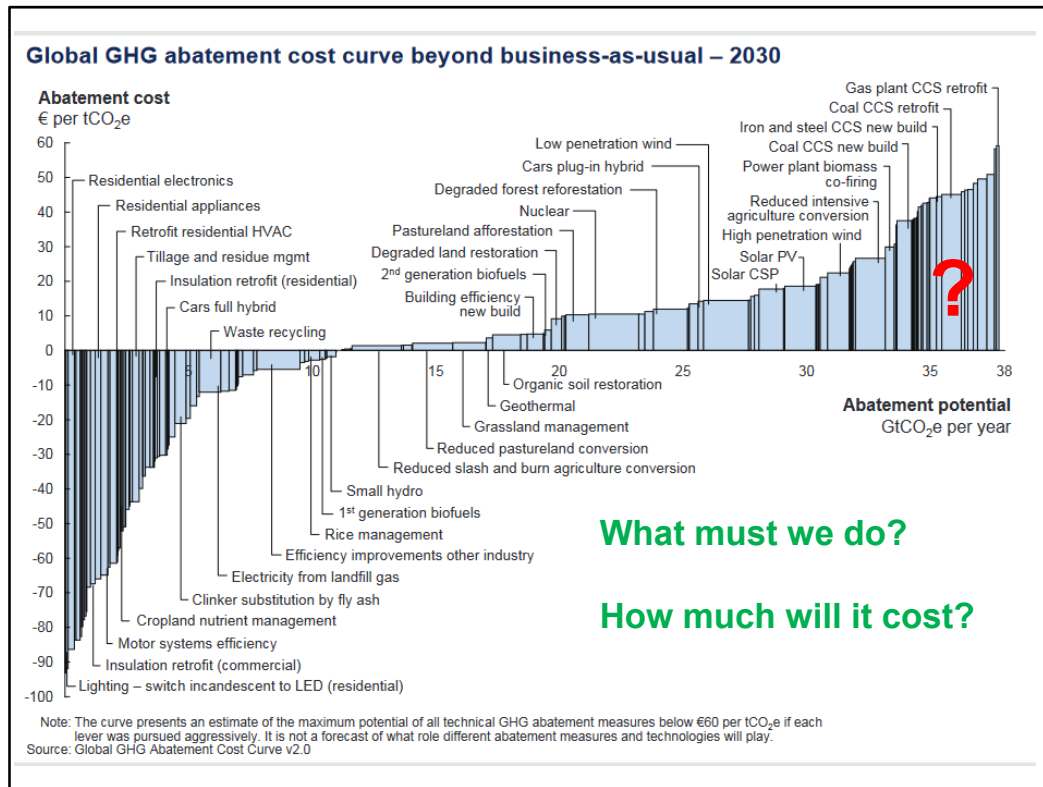 Global GHG abatement cost curve beyond business-as-usual – 2030
Abatement cost
€ per tCO2e
60
50
40
30
20
10
0
-10
-20
-30
-40
-50
-60
-70
-80
-90
-100
Residential electronics
Residential appliances
Retrofit residential HVAC
Tillage and residue mgmt
Insulation retrofit (residential)
Cars full hybrid
Waste recycling
Gas plant CCS retrofit
Coal CCS retrofit
Iron and steel CCS new build
Coal CCS new build
Power plant biomass
co-firing
Reduced intensive
agriculture conversion
High penetration wind
Solar PV
Solar CSP
Low penetration wind
Cars plug-in hybrid
Degraded forest reforestation
Nuclear
Pastureland afforestation
Degraded land restoration
2nd generation biofuels
Building efficiency
new build
?
5
10
15
20
25
30
35
38
Abatement potential
GtCO2e per year
Organic soil restoration
Geothermal
Grassland management
Reduced pastureland conversion
Reduced slash and burn agriculture conversion
Small hydro
1st generation biofuels
Rice management
Efficiency improvements other industry
Electricity from landfill gas
Clinker substitution by fly ash
Cropland nutrient management
Motor systems efficiency
Insulation retrofit (commercial)
Lighting – switch incandescent to LED (residential)
What must we do?
How much will it cost?
Note: The curve presents an estimate of the maximum potential of all technical GHG abatement measures below €60 per tCO2e if each
lever was pursued aggressively. It is not a forecast of what role different abatement measures and technologies will play.
Source: Global GHG Abatement Cost Curve v2.0